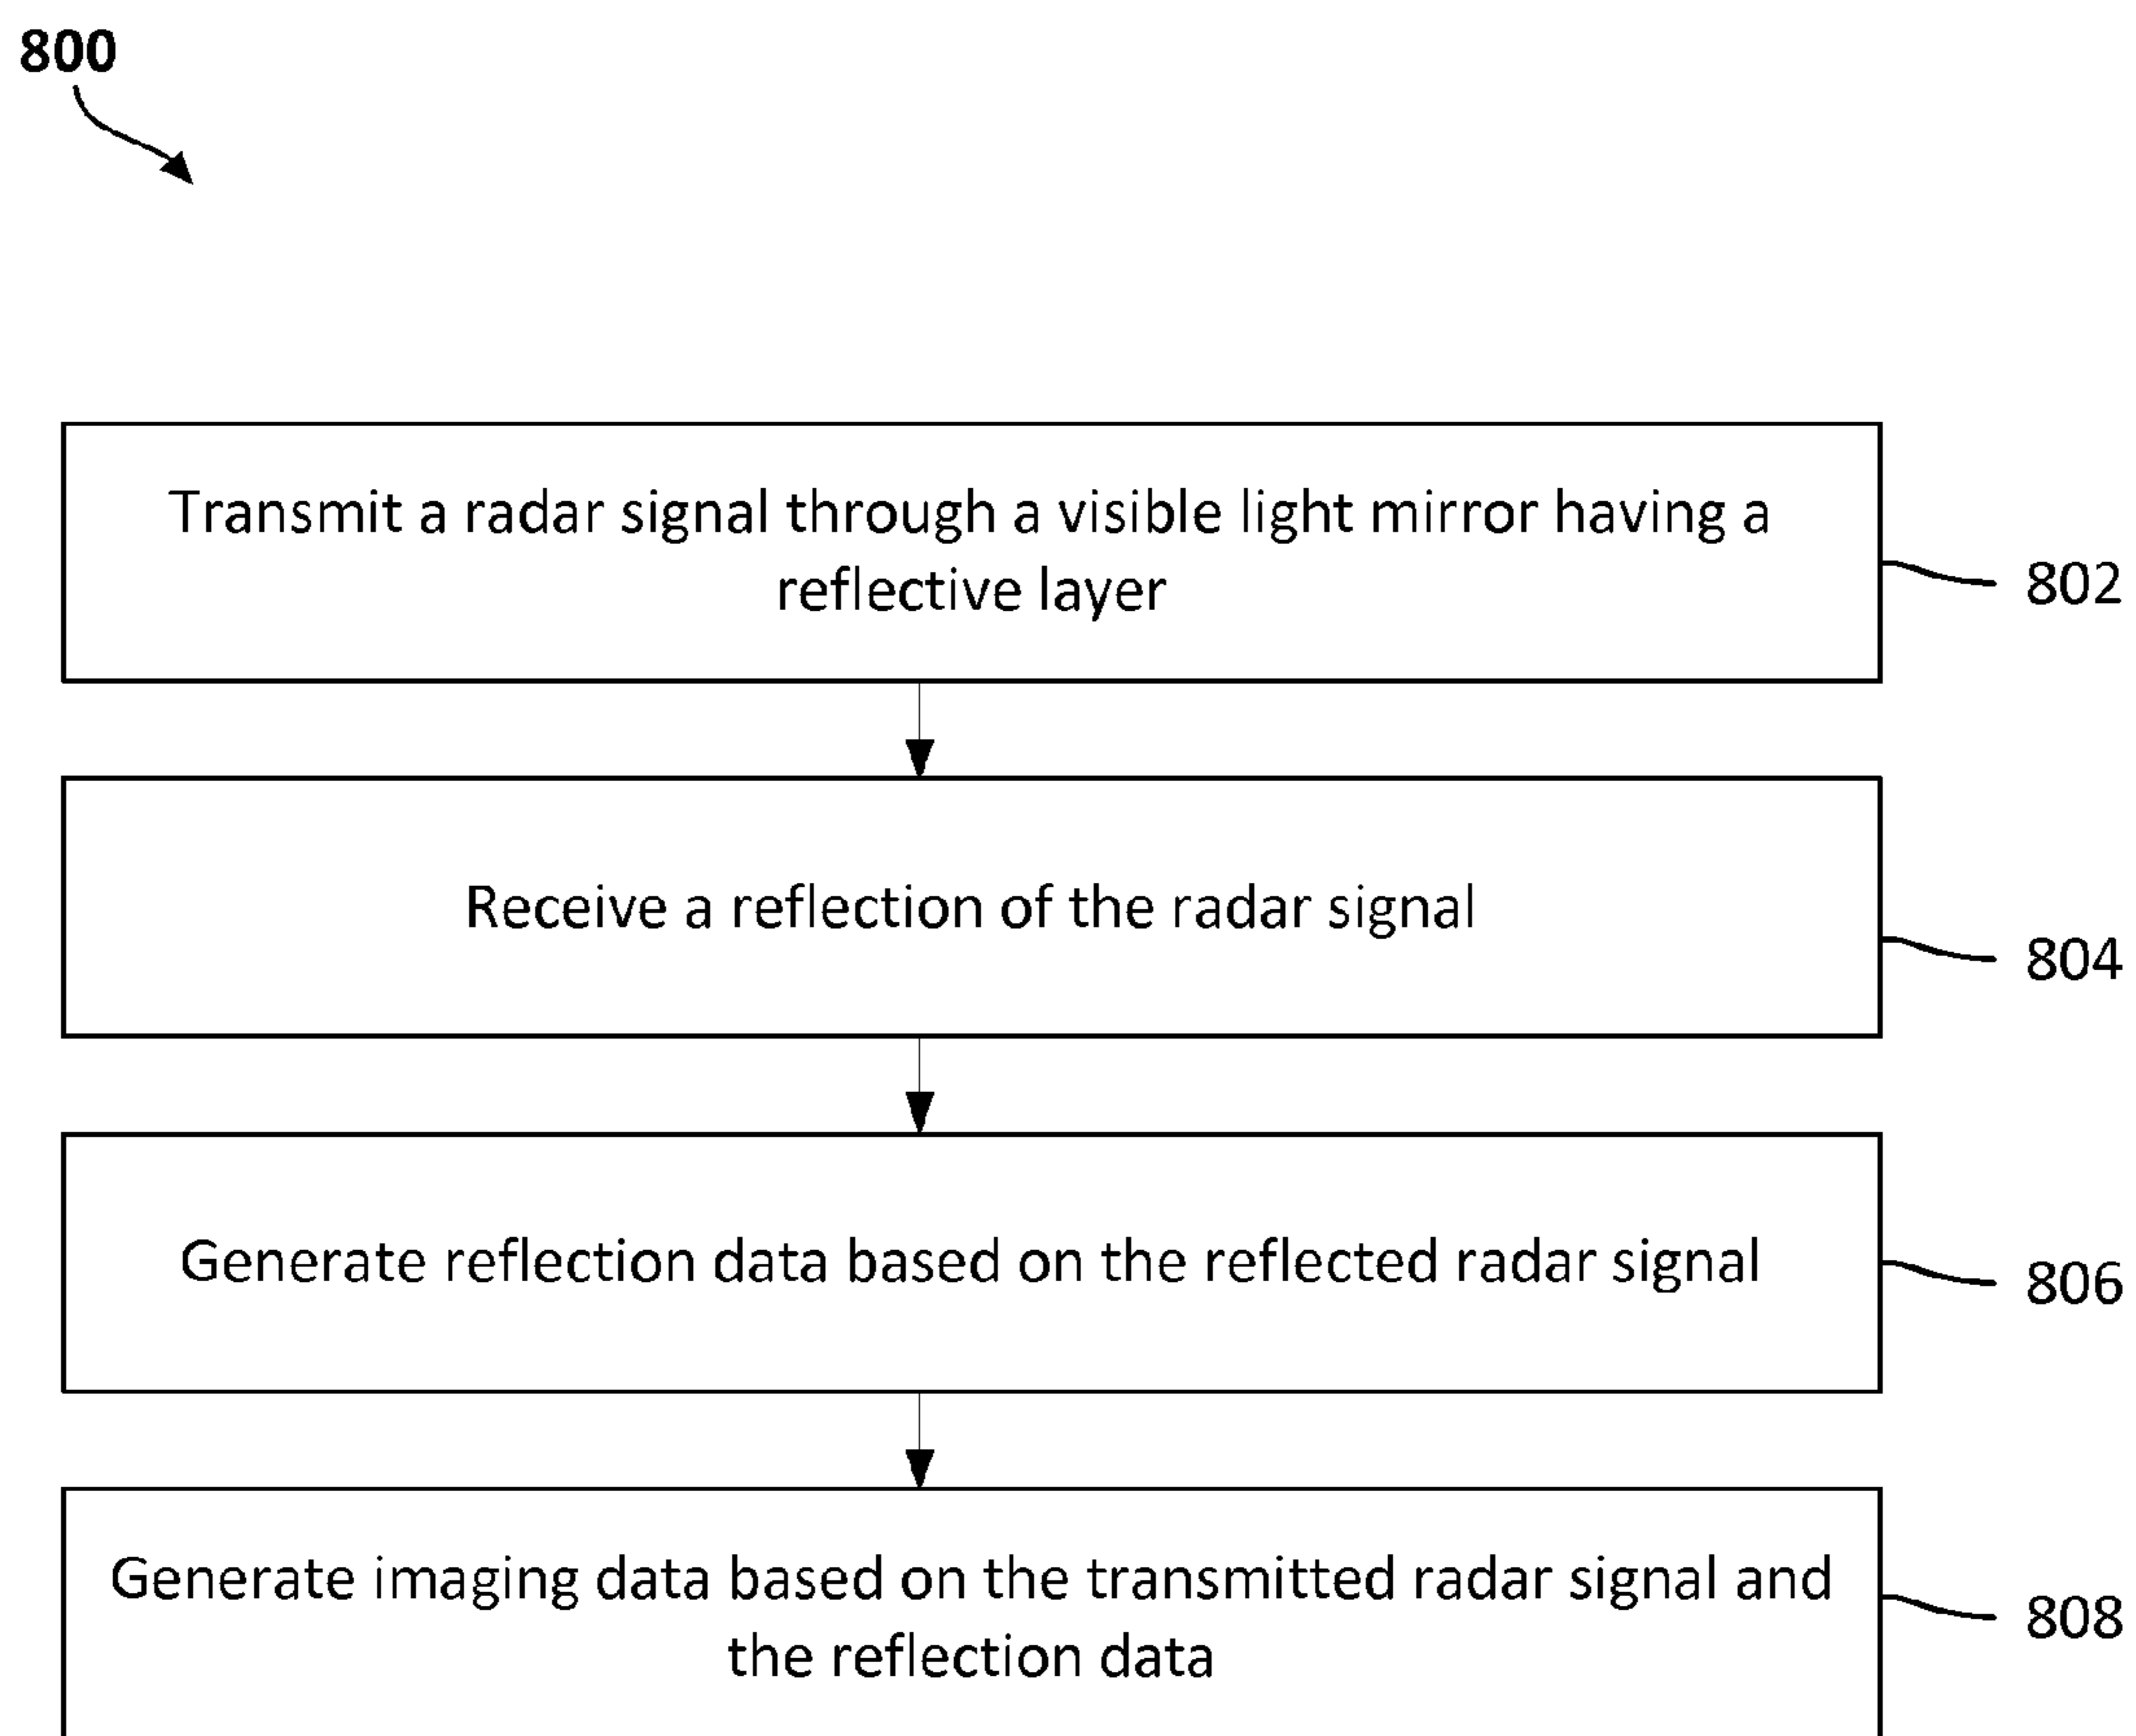 800
Transmit a radar signal through a visible light mirror having a
reflective layer
802
Receive a reflection of the radar signal
804
Generate reflection data based on the reflected radar signal
806
Generate imaging data based on the transmitted radar signal and
the reflection data
808